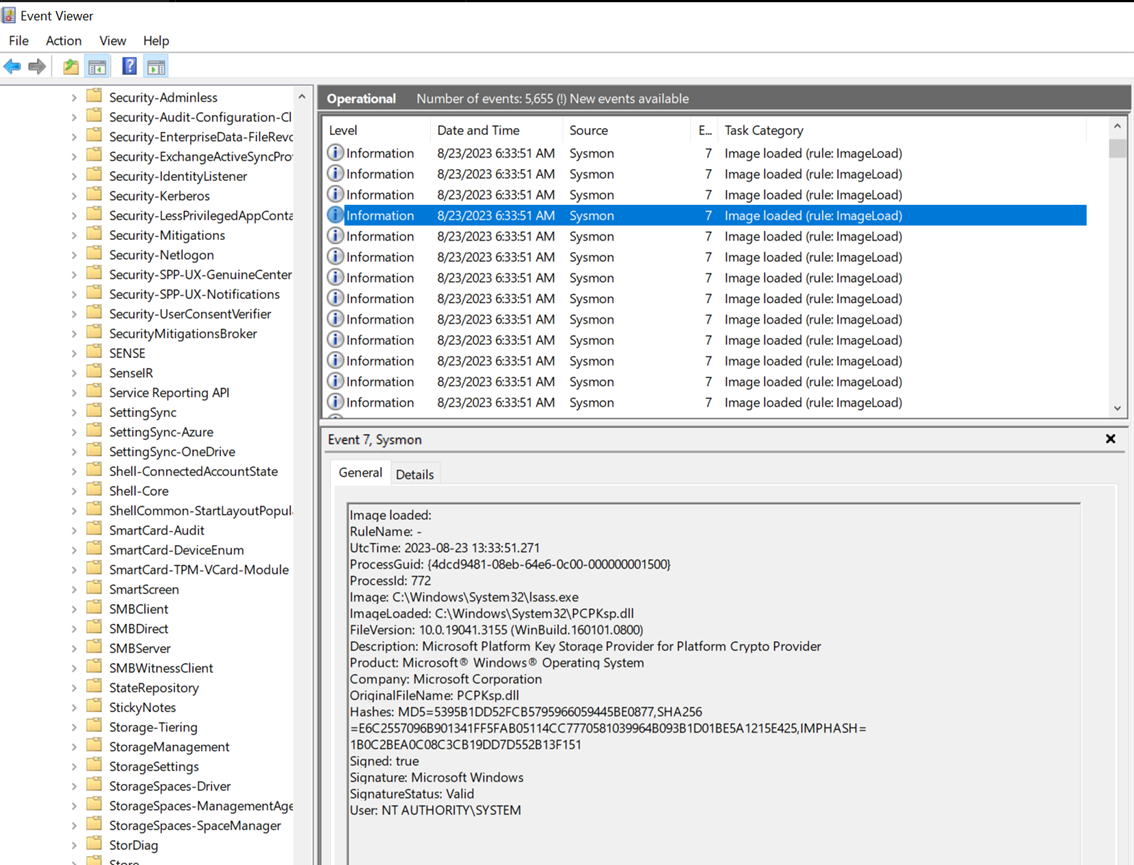 Event Viewer
File Action View Help
Security-Adminless
Security-Audit-Configuration-Cl
Security-EnterpriseData-FileRevo
Security-ExchangeActiveSyncPro
Security-IdentityListener
Security-Kerberos
Security-LessPrivilegedAppConta
Security-Mitigations
Security-Netlogon
Security-SPP-UX-GenuineCenter
Security-SPP-UX-Notifications
Security-UserConsentVerifier
SecurityMitigationsBroker
SENSE
SenseIR
Service Reporting API
SettingSync
SettingSync-Azure
SettingSync-OneDrive
Shell-ConnectedAccountState
Shell-Core
ShellCommon-StartLayoutPopul
SmartCard-Audit
SmartCard-DeviceEnum
SmartCard-TPM-VCard-Module
SmartScreen
SMBClient
SMBDirect
SMBServer
SMBWitnessClient
StateRepository
StickyNotes
Storage-Tiering
StorageManagement
StorageSettings
StorageSpaces-Driver
StorageSpaces-ManagementAge
StorageSpaces-SpaceManager
StorDiag
Store
Operational Number of events: 5,655 (!) New events available
Level Date and Time Source E... Task Category
Information 8/23/2023 6:33:51 AM Sysmon 7 Image loaded (rule: ImageLoad)
Information 8/23/2023 6:33:51 AM Sysmon 7 Image loaded (rule: ImageLoad)
Information 8/23/2023 6:33:51 AM Sysmon 7 Image loaded (rule: ImageLoad)
Information 8/23/2023 6:33:51 AM Sysmon 7 Image loaded (rule: ImageLoad)
Information 8/23/2023 6:33:51 AM Sysmon 7 Image loaded (rule: ImageLoad)
Information 8/23/2023 6:33:51 AM Sysmon 7 Image loaded (rule: ImageLoad)
Information 8/23/2023 6:33:51 AM Sysmon 7 Image loaded (rule: ImageLoad)
Information 8/23/2023 6:33:51 AM Sysmon 7 Image loaded (rule: ImageLoad)
Information 8/23/2023 6:33:51 AM Sysmon 7 Image loaded (rule: ImageLoad)
Information 8/23/2023 6:33:51 AM Sysmon 7 Image loaded (rule: ImageLoad)
Information 8/23/2023 6:33:51 AM Sysmon 7 Image loaded (rule: ImageLoad)
Information 8/23/2023 6:33:51 AM Sysmon 7 Image loaded (rule: ImageLoad)
Information 8/23/2023 6:33:51 AM Sysmon 7 Image loaded (rule: ImageLoad)
Event 7, Sysmon
General Details
Image loaded:
RuleName: -
UtcTime: 2023-08-23 13:33:51.271
ProcessGuid: {4dcd9481-08eb-64e6-0c00-000000001500}
ProcessId: 772
Image: C:\Windows\System32\lsass.exe
ImageLoaded: C:\Windows\System32\PCPKsp.dll
FileVersion: 10.0.19041.3155 (WinBuild.160101.0800)
Description: Microsoft Platform Key Storage Provider for Platform Crypto Provider
Product: Microsoft® Windows® Operating System
Company: Microsoft Corporation
OriginalFileName: PCPKsp.dll
Hashes: MD5=5395B1DD52FCB5795966059445BE0877,SHA256
=E6C2557096B901341FF5FAB05114CC7770581039964B093B1D01BE5A1215E425,IMPHASH=
1B0C2BEA0C08C3CB19DD7D552B13F151
Signed: true
Signature: Microsoft Windows
SignatureStatus: Valid
User: NT AUTHORITY\SYSTEM